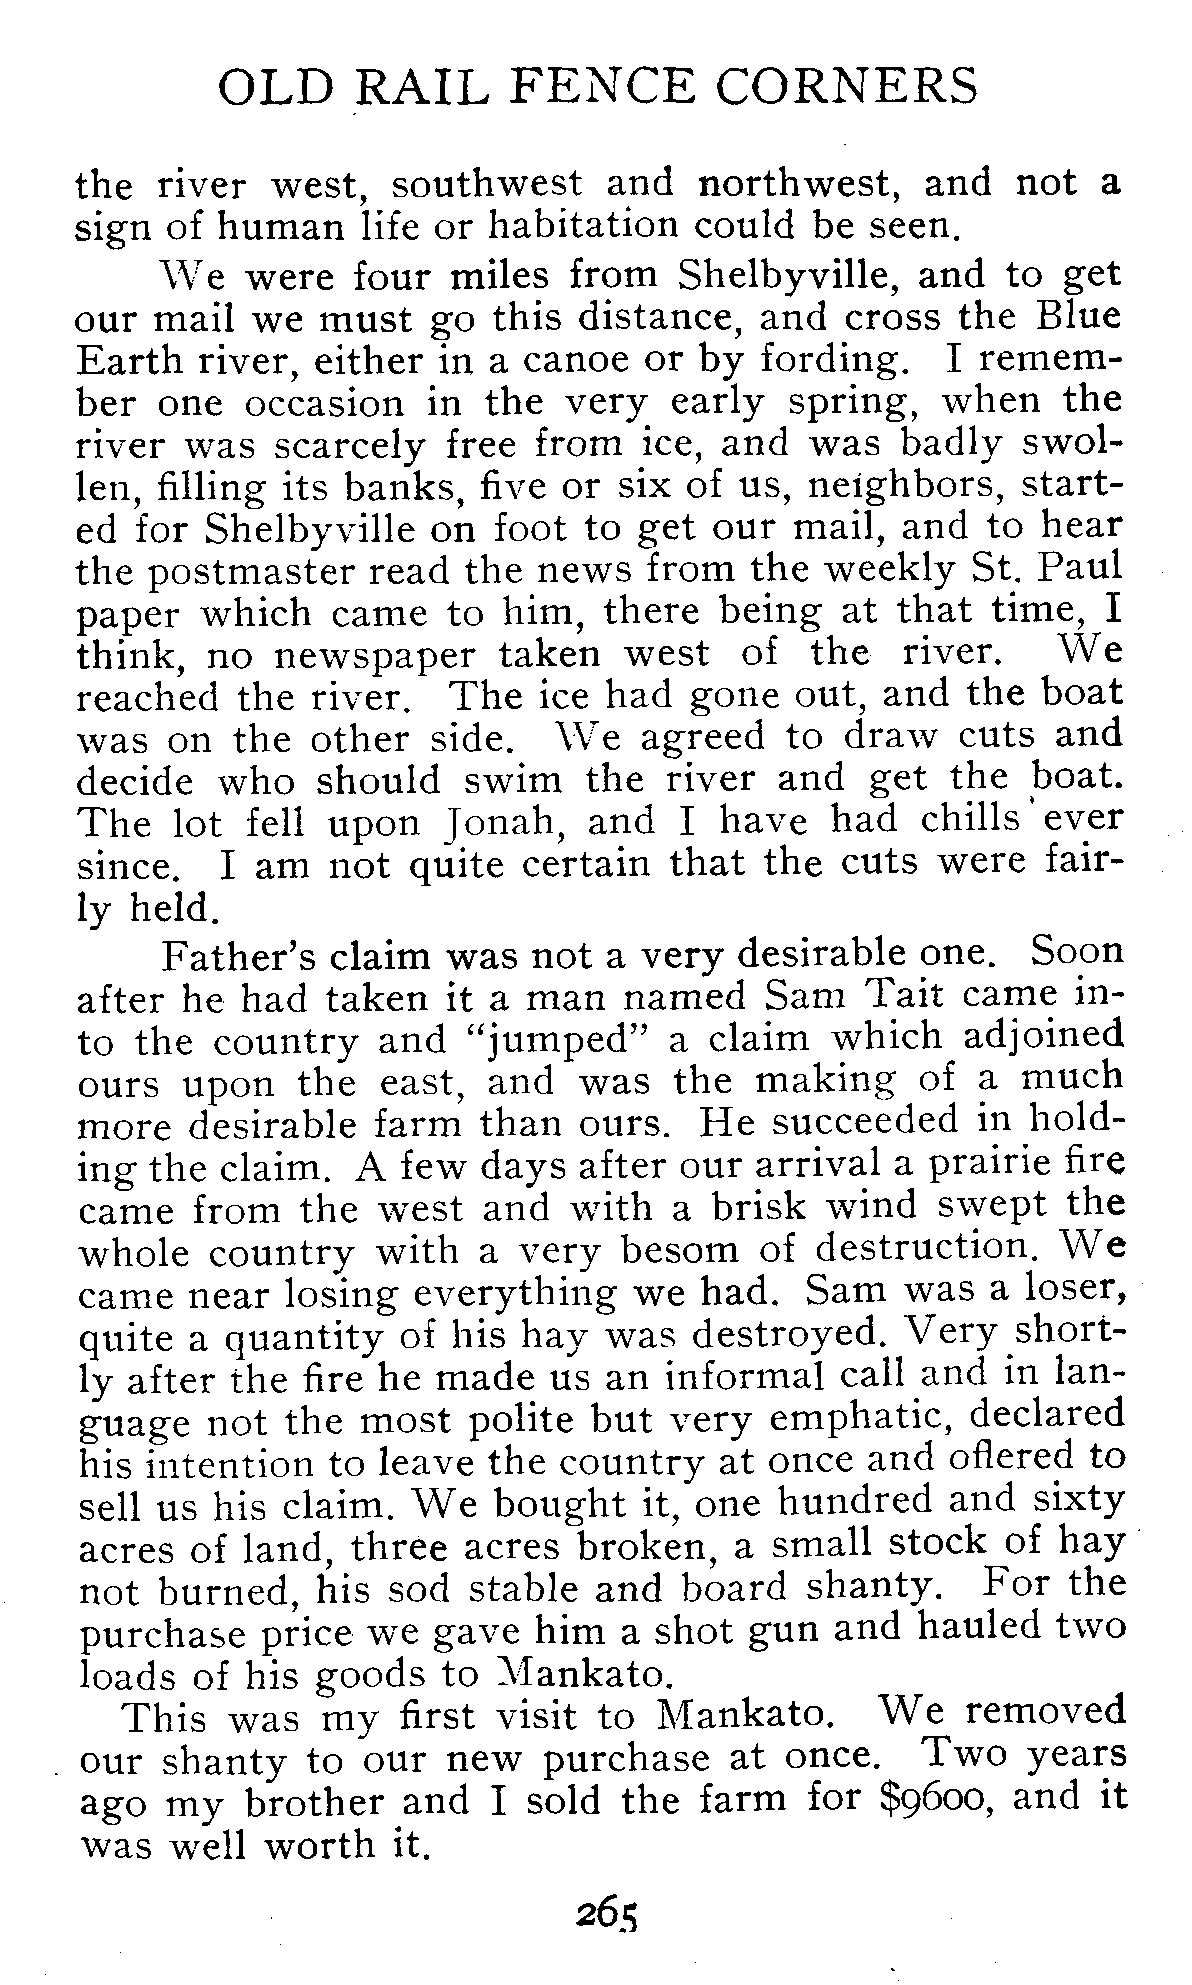 OLD RAIL FENCE CORNERS
the river west, southwest and northwest, and not a
sign of human life or habitation could be seen.
We were four miles from Shelbyville, and to get
our mail we must go this distance, and cross the Blue
Earth river, either in a canoe or by fording. I remem-
ber one occasion in the very early spring, when the
river was scarcely free from ice, and was badly swol-
len, filling its banks, five or six of us, neighbors, start-
ed for Shelbyville on foot to get our mail, and to hear
the postmaster read the news from the weekly St. Paul
paper which came to him, there being at that time, I
think, no newspaper taken west of the river. We
reached the river. The ice had gone out, and the boat
was on the other side. We agreed to draw cuts and
decide who should swim the river and get the boat.
The lot fell upon Jonah, and I have had chills ever
since. I am not quite certain that the cuts were fair-
ly held.
Father's claim was not a very desirable one. Soon
after he had taken it a man named Sam Tait came in-
to the country and "jumped" a claim which adjoined
ours upon the east, and was the making of a much
more desirable farm than ours. He succeeded in hold-
ing the claim. A few days after our arrival a prairie fire
came from the west and with a brisk wind swept the
whole country with a very besom of destruction. We
came near losing everything we had. Sam was a loser,
quite a quantity of his hay was destroyed. Very short-
ly after the fire he made us an informal call and in lan-
guage not the most polite but very emphatic, declared
his intention to leave the country at once and oflered to
sell us his claim. We bought it, one hundred and sixty
acres of land, three acres broken, a small stock of hay
not burned, his sod stable and board shanty. For the
purchase price we gave him a shot gun and hauled two
loads of his goods to Mankato.
This was my first visit to Mankato. We removed
our shanty to our new purchase at once. Two years
ago my brother and I sold the farm for $9600, and it
was well worth it.
265